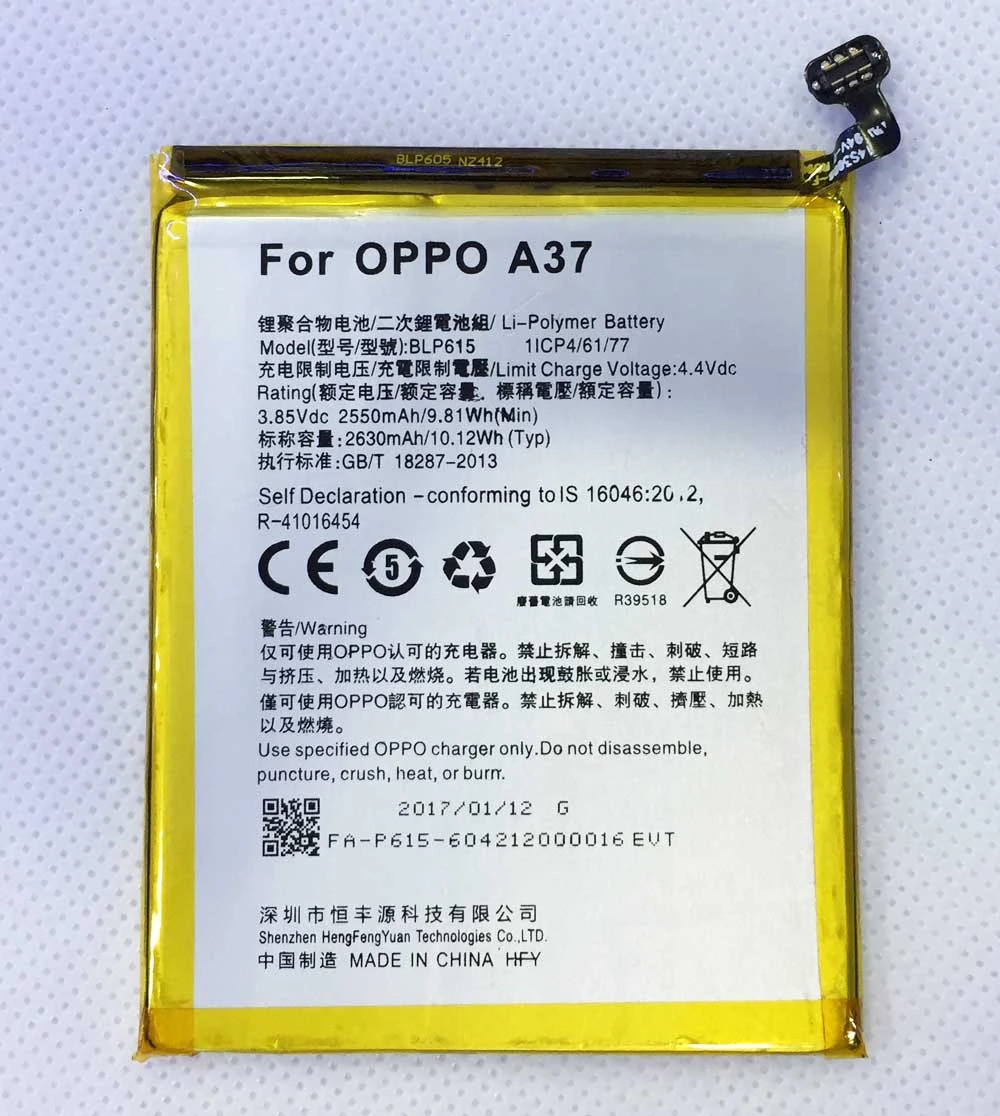 BLP605 NZ412
For OPPO A37
锂聚合物电池/二次鋰電池組/ Li-Polymer Battery
Model(型号/型號):BLP615 1ICP4/61/77
充电限制电压/充電限制電壓/Limit Charge Voltage:4.4Vdc
Rating(额定电压/额定容量. 標稱電壓/額定容量):
3.85Vdc 2550mAh/9.81Wh(Min)
标称容量:2630mAh/10.12Wh (Typ)
执行标准:GB/T 18287-2013
Self Declaration -conforming to IS 16046:2012,
R-41016454
CE 5
廢舊電池請回收 R39518
警告/Warning
仅可使用OPPO认可的充电器。禁止拆解、撞击、刺破、短路
与挤压、加热以及燃烧。若电池出现鼓胀或浸水，禁止使用。
僅可使用OPPO認可的充電器。禁止拆解、刺破、擠壓、加熱
以及燃燒。
Use specified OPPO charger only.Do not disassemble,
puncture, crush, heat, or burn.
2017/01/12 G
FA-P615-604212000016 EVT
深圳市恒丰源科技有限公司
Shenzhen HengFengYuan Technologies Co.,LTD.
中国制造 MADE IN CHINA HFY